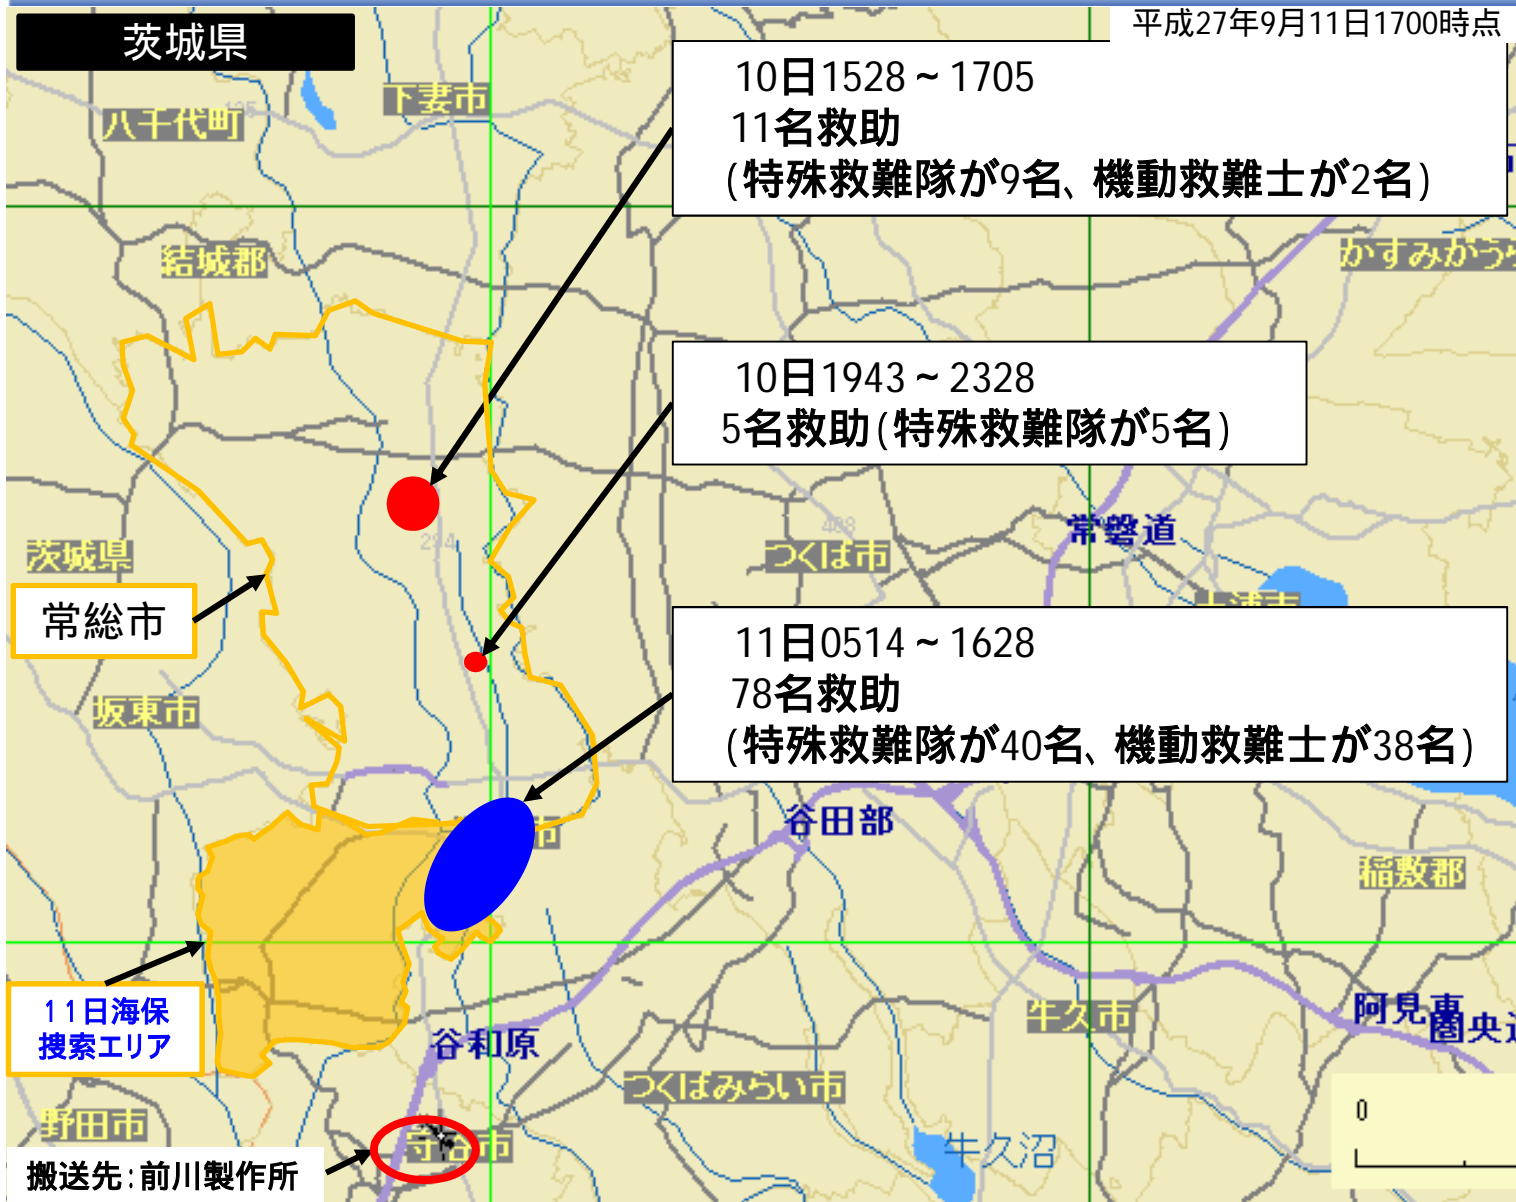 茨城県
平成27年9月11日1700時点
10日1528～1705
11名救助
(特殊救難隊が9名、機動救難士が2名)
八千代町
下妻市
結城郡
かすみがう
10日1943～2328
5名救助(特殊救難隊が5名)
408
常磐道
294
つくば市
茨城県
土浦市
常総市
11日0514～1628
78名救助
(特殊救難隊が40名、機動救難士が38名)
坂東市
谷田部
市
稲敷郡
11日海保
捜索エリア
谷和原
牛久市
阿見東
圏央道
つくばみらい市
野田市
守谷市
牛久沼
0
搬送先:前川製作所